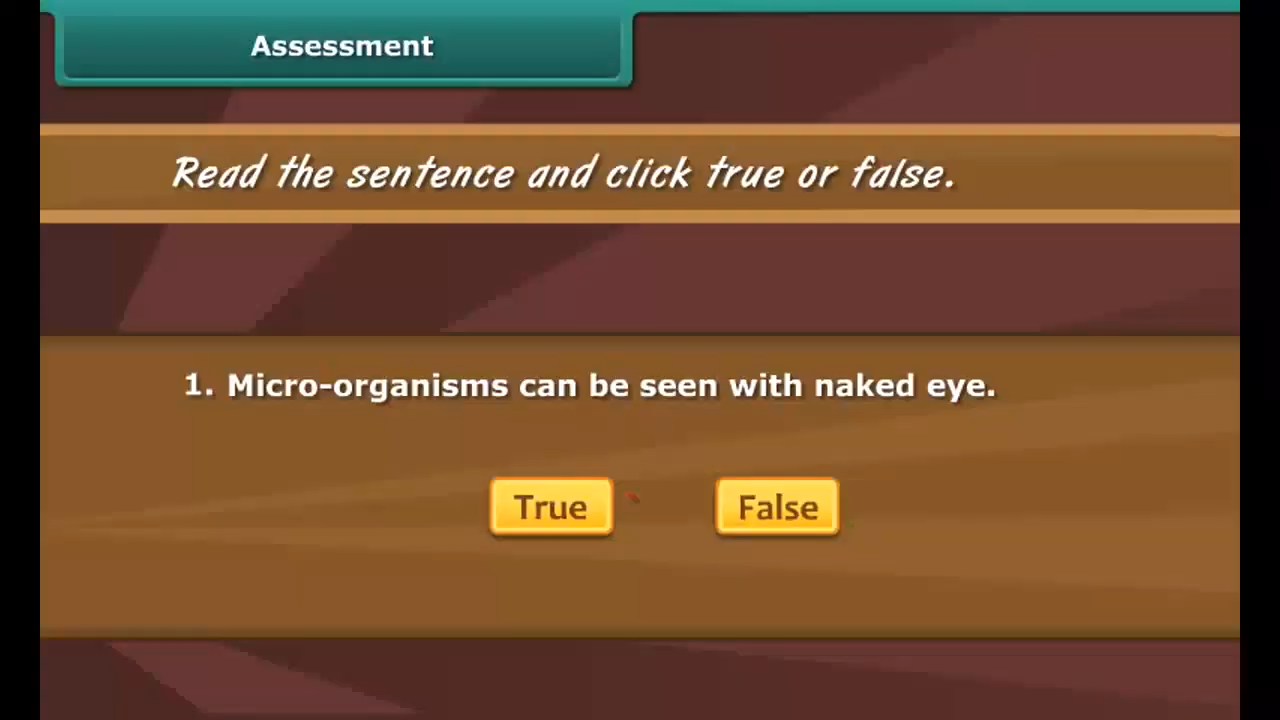 Assessment
Read the sentence and click true or false.
1. Micro-organisms can be seen with naked eye.
True False